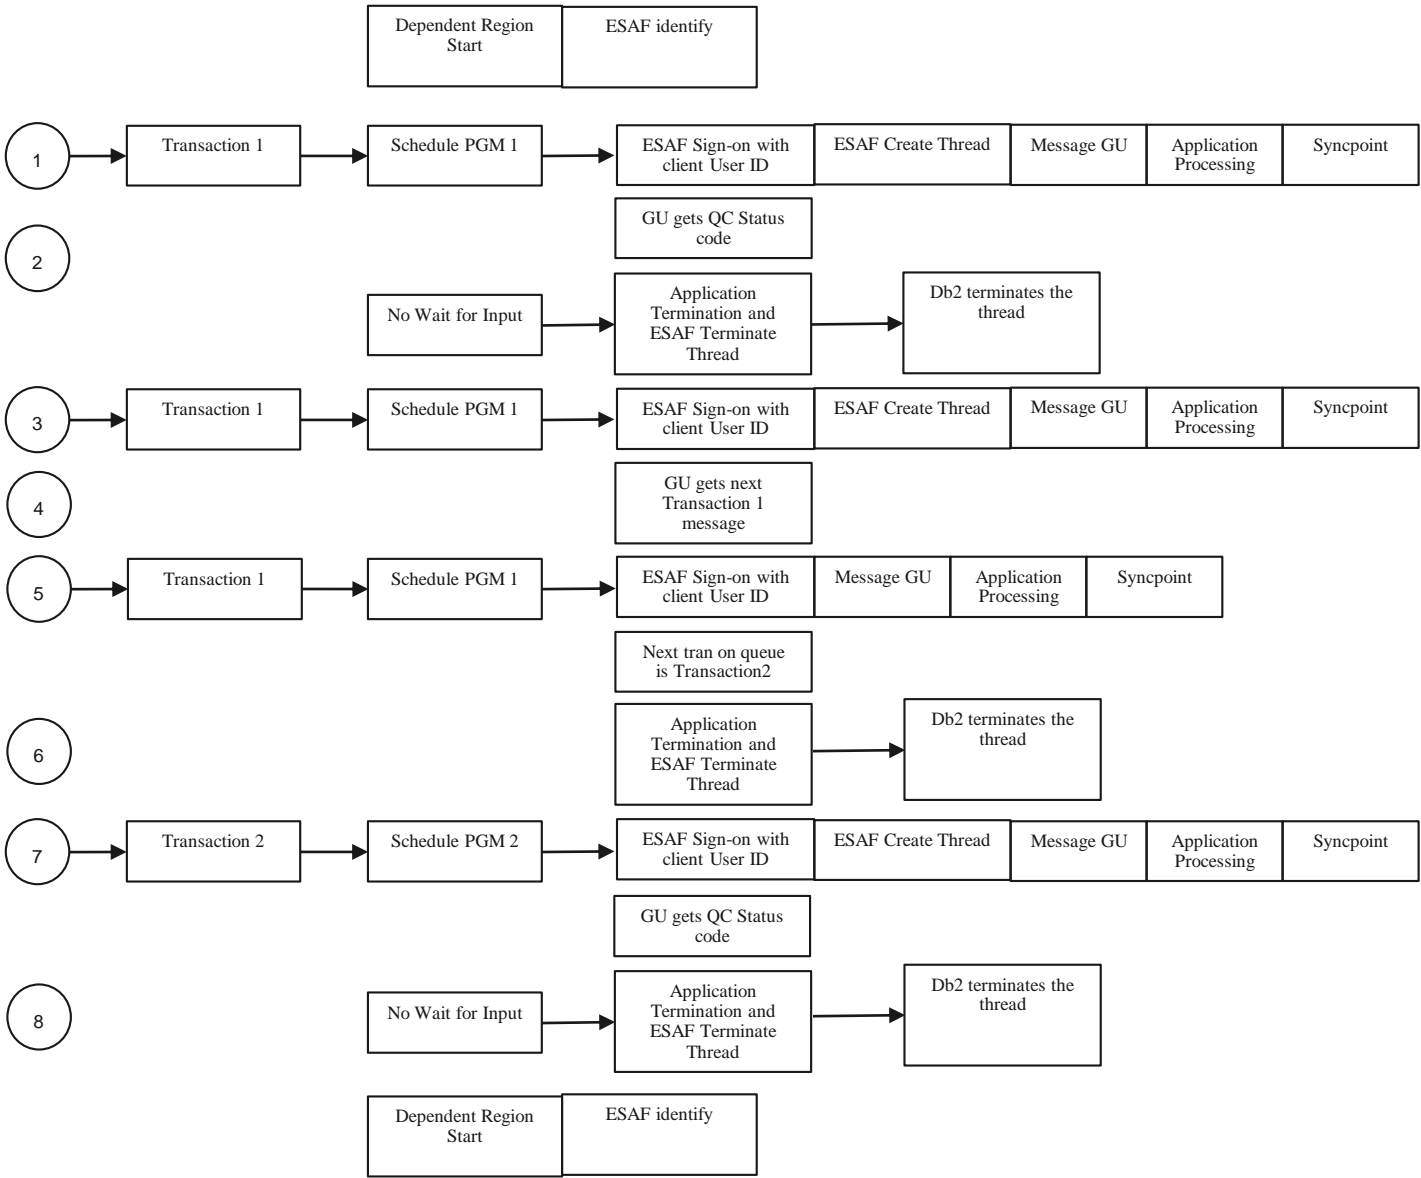 Dependent Region
Start
ESAF identify
1
Transaction 1
Schedule PGM 1
ESAF Sign-on with
client User ID
ESAF Create Thread
Message GU
Application
Processing
Syncpoint
2
GU gets QC Status
code
No Wait for Input
Application
Termination and
ESAF Terminate
Thread
Db2 terminates the
thread
3
Transaction 1
Schedule PGM 1
ESAF Sign-on with
client User ID
ESAF Create Thread
Message GU
Application
Processing
Syncpoint
4
GU gets next
Transaction 1
message
5
Transaction 1
Schedule PGM 1
ESAF Sign-on with
client User ID
Message GU
Application
Processing
Syncpoint
Next tran on queue
is Transaction2
6
Application
Termination and
ESAF Terminate
Thread
Db2 terminates the
thread
7
Transaction 2
Schedule PGM 2
ESAF Sign-on with
client User ID
ESAF Create Thread
Message GU
Application
Processing
Syncpoint
GU gets QC Status
code
8
No Wait for Input
Application
Termination and
ESAF Terminate
Thread
Db2 terminates the
thread
Dependent Region
Start
ESAF identify